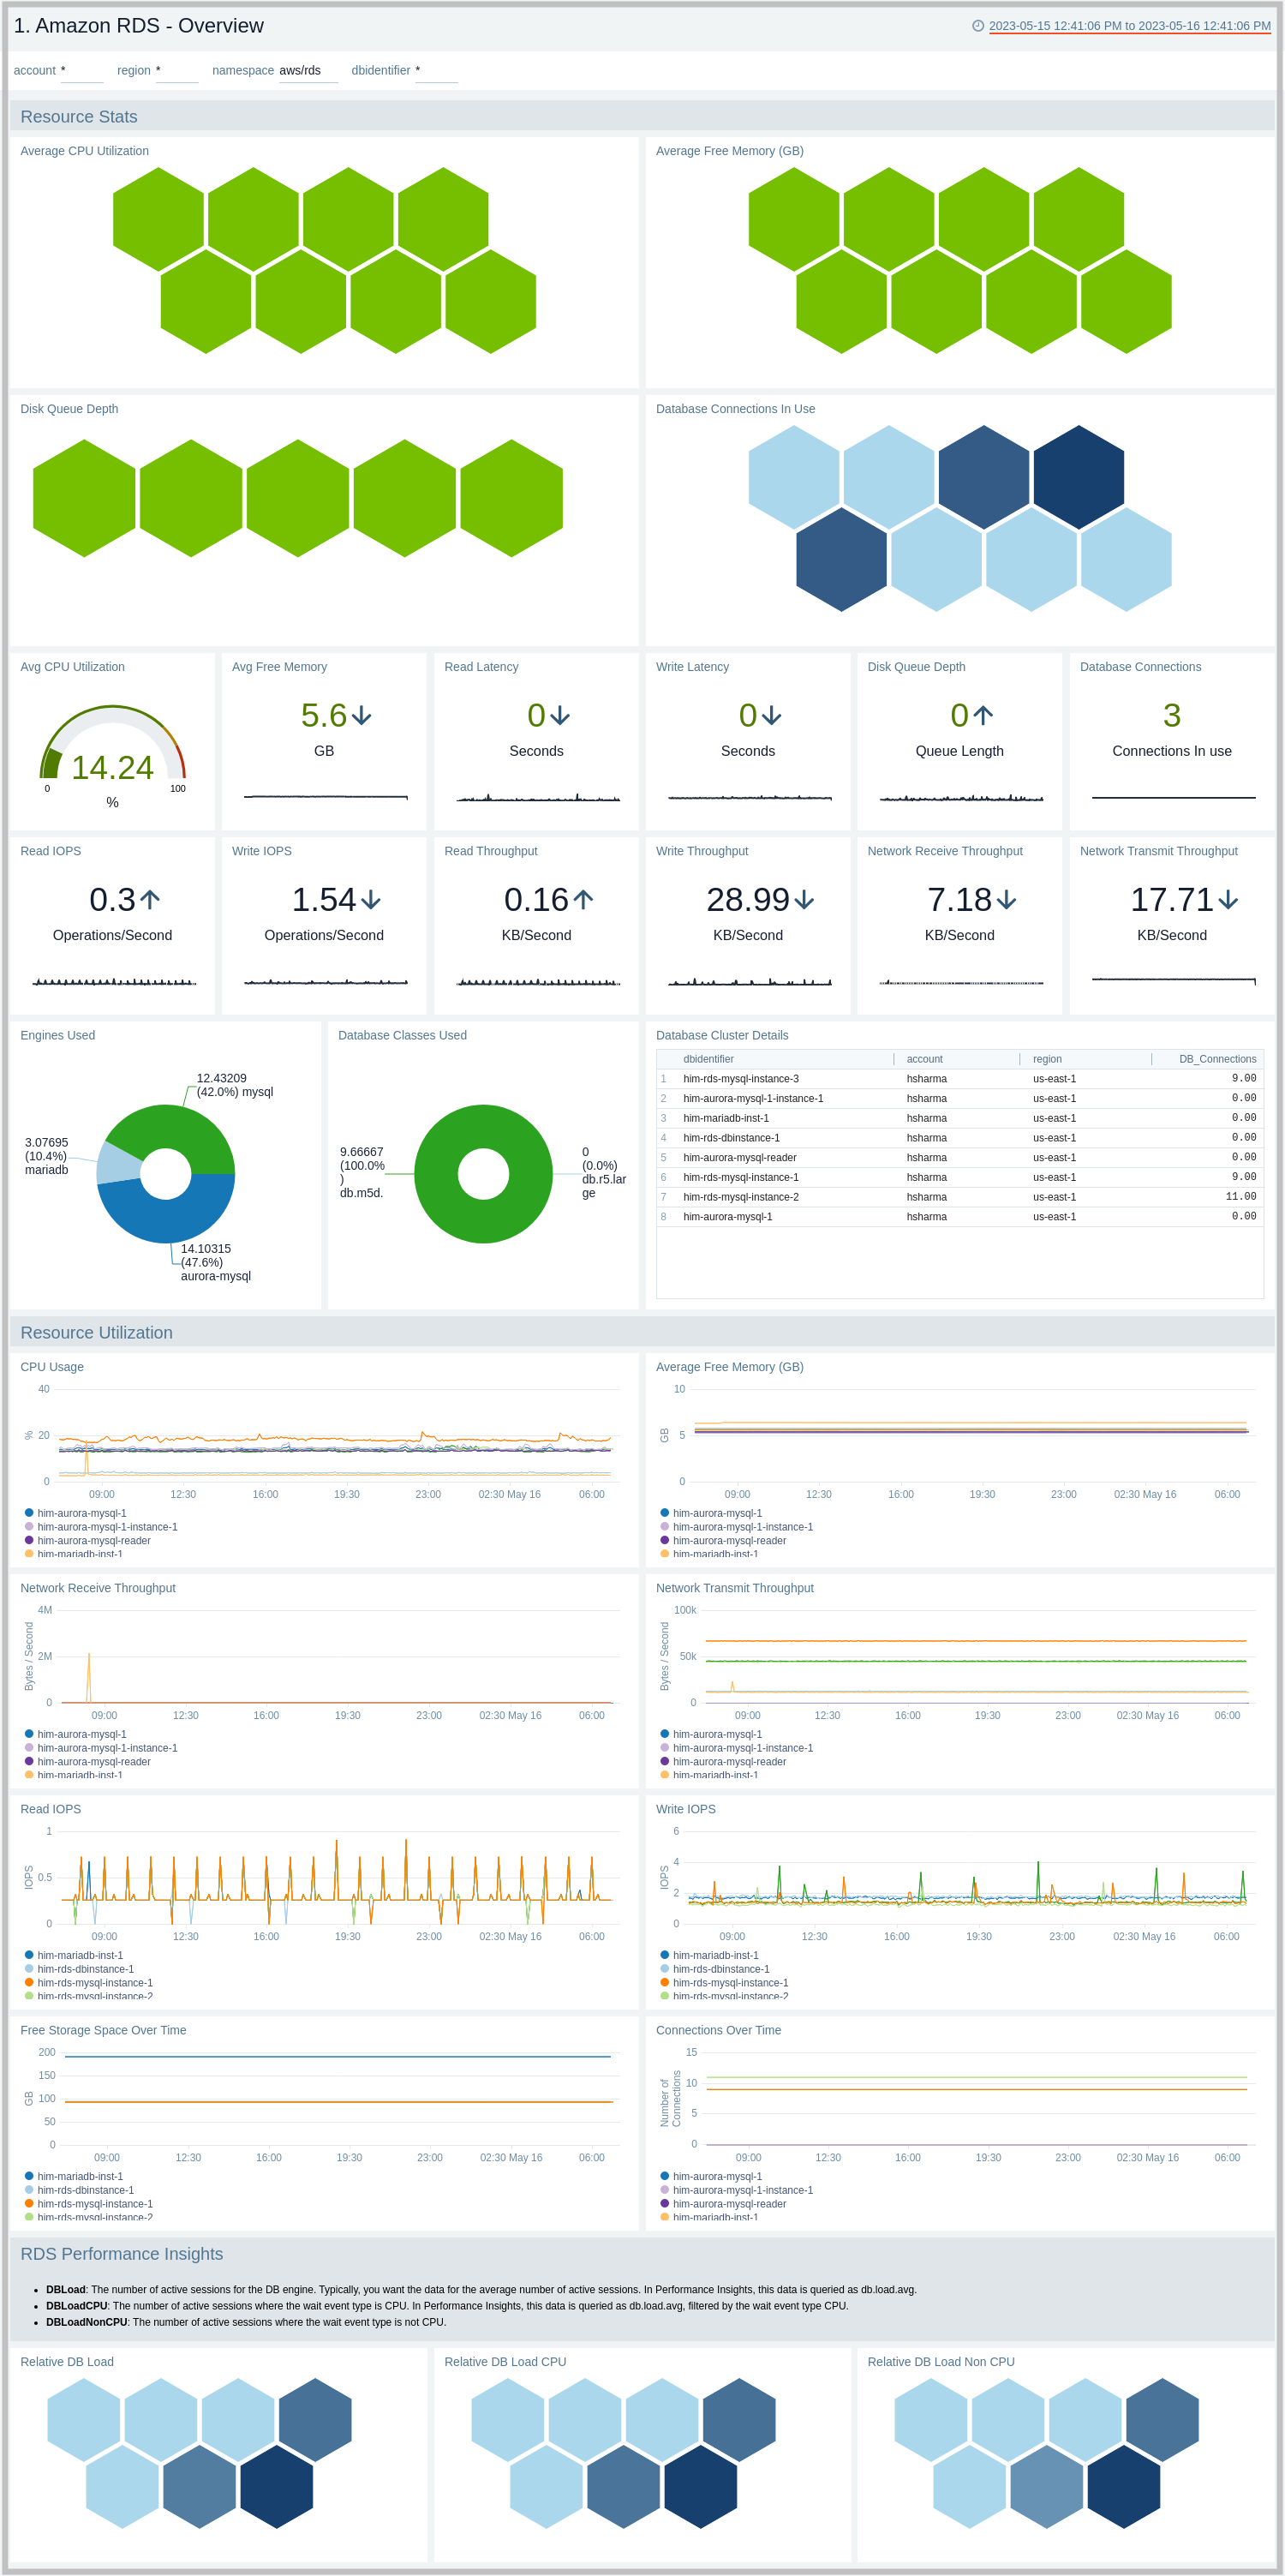 1. Amazon RDS - Overview
2023-05-15 12:41:06 PM to 2023-05-16 12:41:06 PM
account * region * namespace aws/rds dbidentifier *
Resource Stats
Average CPU Utilization
Average Free Memory (GB)
Disk Queue Depth
Database Connections In Use
Avg CPU Utilization
14.24
0 100
%
Avg Free Memory
5.6
GB
Read Latency
0
Seconds
Write Latency
0
Seconds
Disk Queue Depth
0
Queue Length
Database Connections
3
Connections In use
Read IOPS
0.3
Operations/Second
Write IOPS
1.54
Operations/Second
Read Throughput
0.16
KB/Second
Write Throughput
28.99
KB/Second
Network Receive Throughput
7.18
KB/Second
Network Transmit Throughput
17.71
KB/Second
Engines Used
12.43209
(42.0%) mysql
3.07695
(10.4%)
mariadb
14.10315
(47.6%)
aurora-mysql
Database Classes Used
9.66667
(100.0%
)
db.m5d.
0
(0.0%)
db.r5.lar
ge
Database Cluster Details
dbidentifier account region DB_Connections
1 him-rds-mysql-instance-3 hsharma us-east-1 9.00
2 him-aurora-mysql-1-instance-1 hsharma us-east-1 0.00
3 him-mariadb-inst-1 hsharma us-east-1 0.00
4 him-rds-dbinstance-1 hsharma us-east-1 0.00
5 him-aurora-mysql-reader hsharma us-east-1 0.00
6 him-rds-mysql-instance-1 hsharma us-east-1 9.00
7 him-rds-mysql-instance-2 hsharma us-east-1 11.00
8 him-aurora-mysql-1 hsharma us-east-1 0.00
Resource Utilization
CPU Usage
40
20
0
%
09:00 12:30 16:00 19:30 23:00 02:30 May 16 06:00
him-aurora-mysql-1
him-aurora-mysql-1-instance-1
him-aurora-mysql-reader
him-mariadb-inst-1
Average Free Memory (GB)
10
5
0
GB
09:00 12:30 16:00 19:30 23:00 02:30 May 16 06:00
him-aurora-mysql-1
him-aurora-mysql-1-instance-1
him-aurora-mysql-reader
him-mariadb-inst-1
Network Receive Throughput
4M
2M
0
Bytes / Second
09:00 12:30 16:00 19:30 23:00 02:30 May 16 06:00
him-aurora-mysql-1
him-aurora-mysql-1-instance-1
him-aurora-mysql-reader
him-mariadb-inst-1
Network Transmit Throughput
100k
50k
0
Bytes / Second
09:00 12:30 16:00 19:30 23:00 02:30 May 16 06:00
him-aurora-mysql-1
him-aurora-mysql-1-instance-1
him-aurora-mysql-reader
him-mariadb-inst-1
Read IOPS
1
0.5
0
IOPS
09:00 12:30 16:00 19:30 23:00 02:30 May 16 06:00
him-mariadb-inst-1
him-rds-dbinstance-1
him-rds-mysql-instance-1
him-rds-mysql-instance-2
Write IOPS
6
4
2
0
IOPS
09:00 12:30 16:00 19:30 23:00 02:30 May 16 06:00
him-mariadb-inst-1
him-rds-dbinstance-1
him-rds-mysql-instance-1
him-rds-mysql-instance-2
Free Storage Space Over Time
200
150
100
50
0
GB
09:00 12:30 16:00 19:30 23:00 02:30 May 16 06:00
him-mariadb-inst-1
him-rds-dbinstance-1
him-rds-mysql-instance-1
him-rds-mysql-instance-2
Connections Over Time
15
10
5
0
Number of
Connections
09:00 12:30 16:00 19:30 23:00 02:30 May 16 06:00
him-aurora-mysql-1
him-aurora-mysql-1-instance-1
him-aurora-mysql-reader
him-mariadb-inst-1
RDS Performance Insights
• DBLoad: The number of active sessions for the DB engine. Typically, you want the data for the average number of active sessions. In Performance Insights, this data is queried as db.load.avg.
• DBLoadCPU: The number of active sessions where the wait event type is CPU. In Performance Insights, this data is queried as db.load.avg, filtered by the wait event type CPU.
• DBLoadNonCPU: The number of active sessions where the wait event type is not CPU.
Relative DB Load
Relative DB Load CPU
Relative DB Load Non CPU